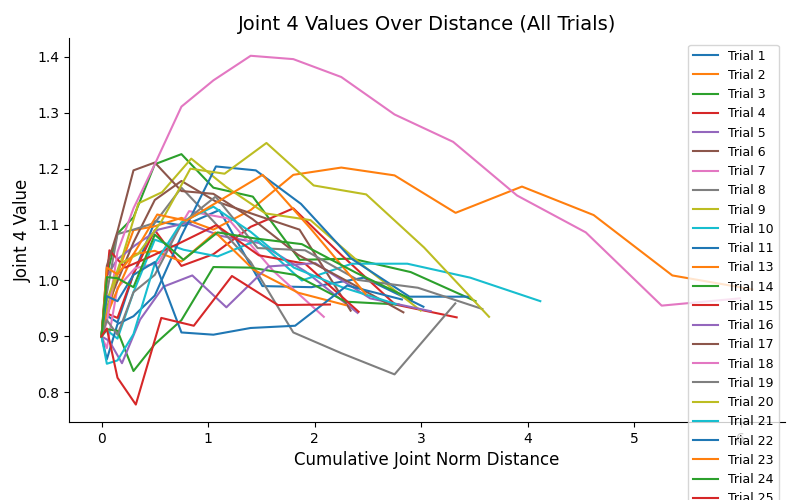 Joint 4 Values Over Distance (All Trials)
Joint 4 Value
1.4
1.3
1.2
1.1
1.0
0.9
0.8
0
1
2
3
4
5
Cumulative Joint Norm Distance
Trial 1
Trial 2
Trial 3
Trial 4
Trial 5
Trial 6
Trial 7
Trial 8
Trial 9
Trial 10
Trial 11
Trial 13
Trial 14
Trial 15
Trial 16
Trial 17
Trial 18
Trial 19
Trial 20
Trial 21
Trial 22
Trial 23
Trial 24
Trial 25